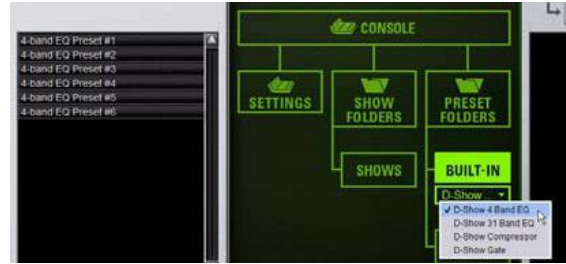 4-band EQ Preset #1
4-band EQ Preset #2
4-band EQ Preset #3
4-band EQ Preset #4
4-band EQ Preset #5
4-band EQ Preset #6
CONSOLE
SETTINGS
SHOW
FOLDERS
PRESET
FOLDERS
SHOWS
BUILT-IN
D-Show ...
D-Show 4 Band EQ
D-Show 31 Band EQ
D-Show Compressor
D-Show Gate